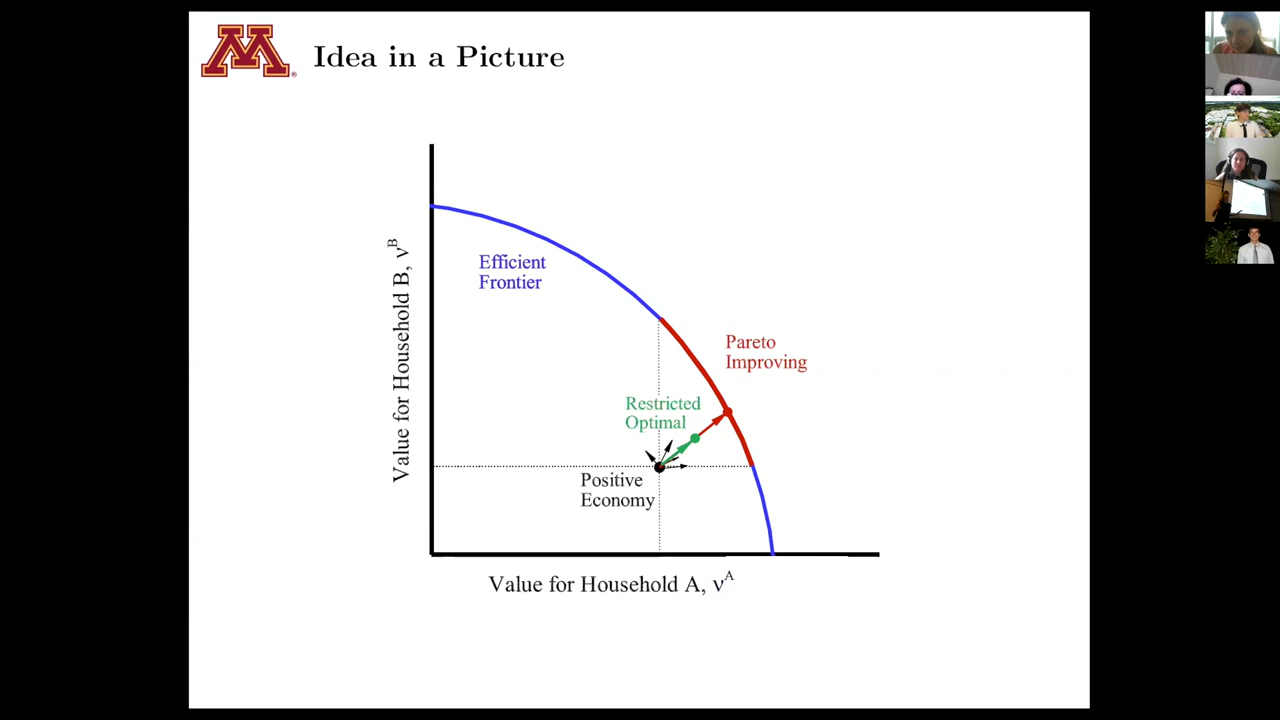 M
Idea in a Picture
Value for Household B, ν^B
Efficient
Frontier
Pareto
Improving
Restricted
Optimal
Positive
Economy
Value for Household A, ν^A